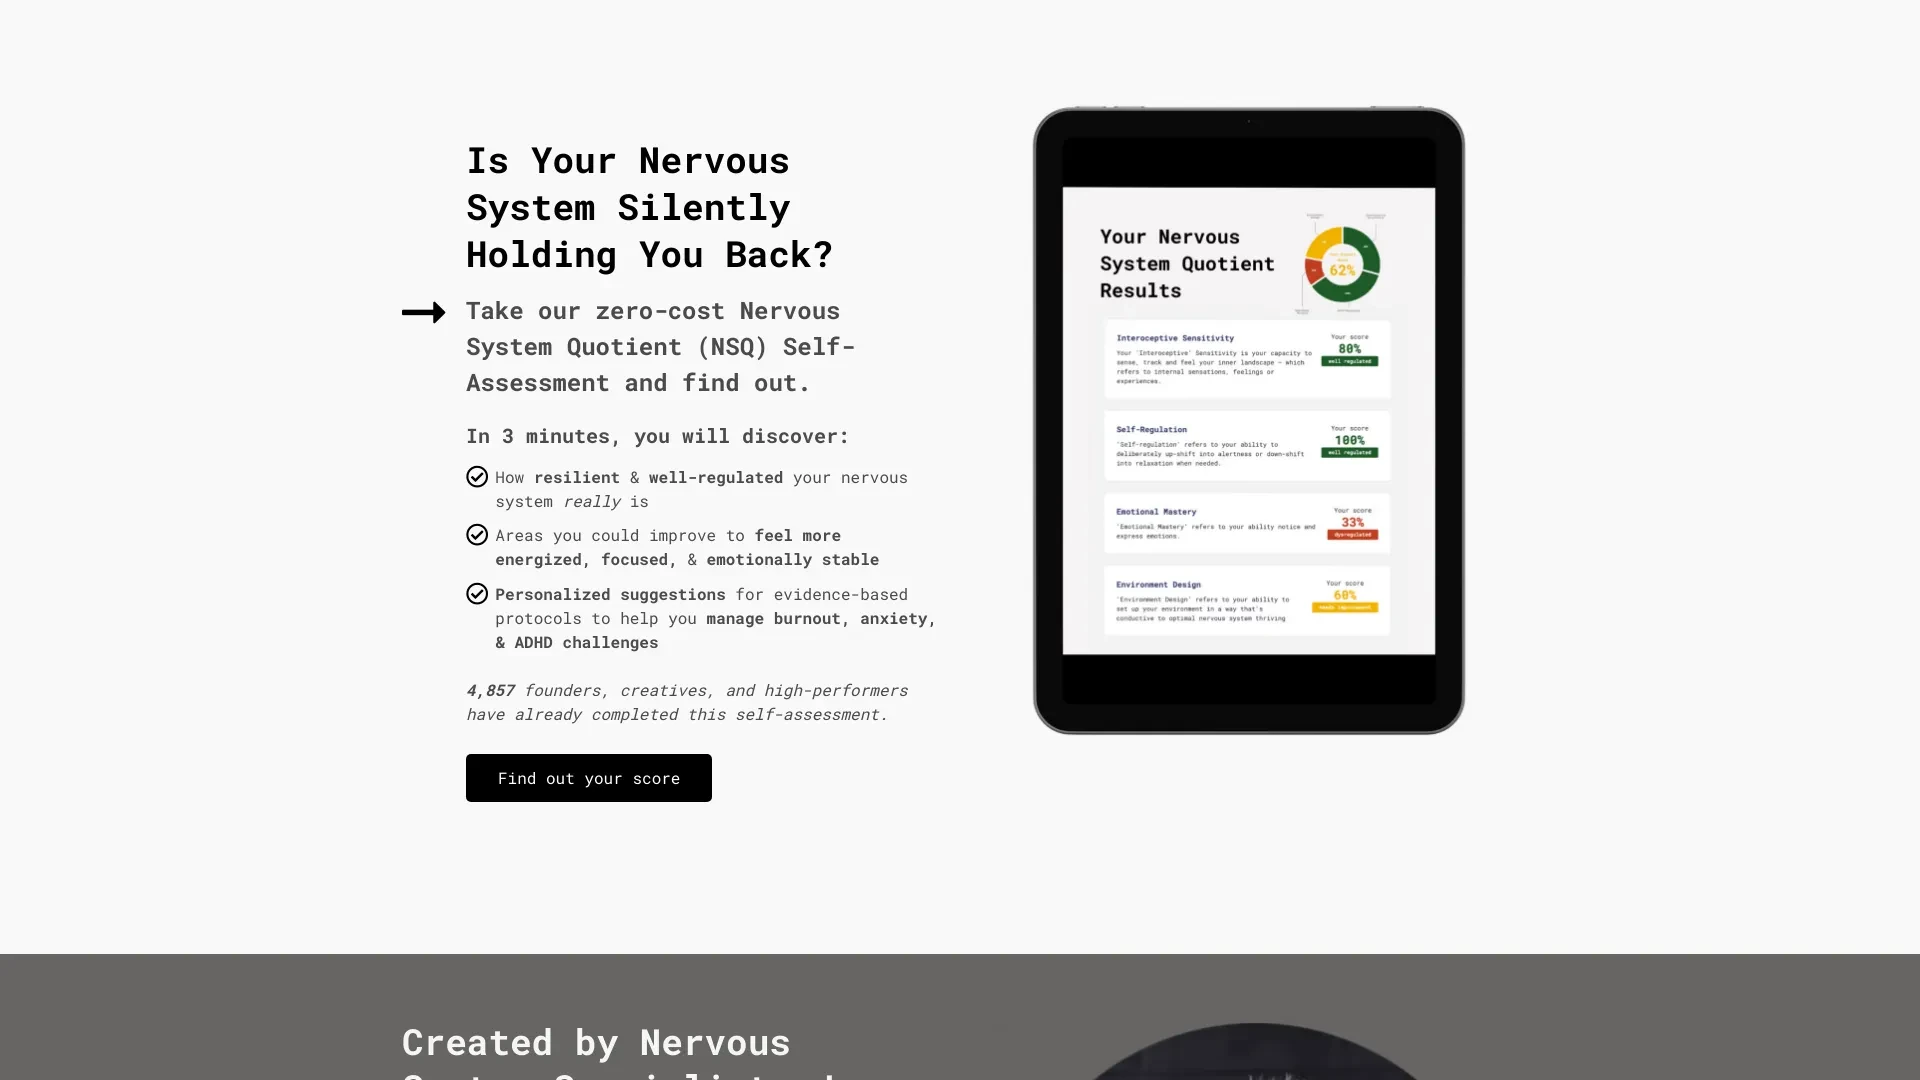 Is Your Nervous
System Silently
Holding You Back?
Take our zero-cost Nervous
System Quotient (NSQ) Self-
Assessment and find out.
In 3 minutes, you will discover:
How resilient & well-regulated your nervous
system really is
Areas you could improve to feel more
energized, focused, & emotionally stable
Personalized suggestions for evidence-based
protocols to help you manage burnout, anxiety,
& ADHD challenges
4,857 founders, creatives, and high-performers
have already completed this self-assessment.
Find out your score
Your Nervous
System Quotient
Results
62%
Interoceptive Sensitivity
Your 'Interoceptive' Sensitivity is your capacity to
sense, track and feel your inner landscape – which
refers to internal sensations, feelings or
experiences.
Your score
80%
well regulated
Self-Regulation
'Self-regulation' refers to your ability to
deliberately up-shift into alertness or down-shift
into relaxation when needed.
Your score
100%
well regulated
Emotional Mastery
'Emotional Mastery' refers to your ability notice and
express emotions.
Your score
33%
dysregulated
Environment Design
'Environment Design' refers to your ability to
set up your environment in a way that's
conductive to optimal nervous system thriving
Your score
60%
needs improvement
Created by Nervous